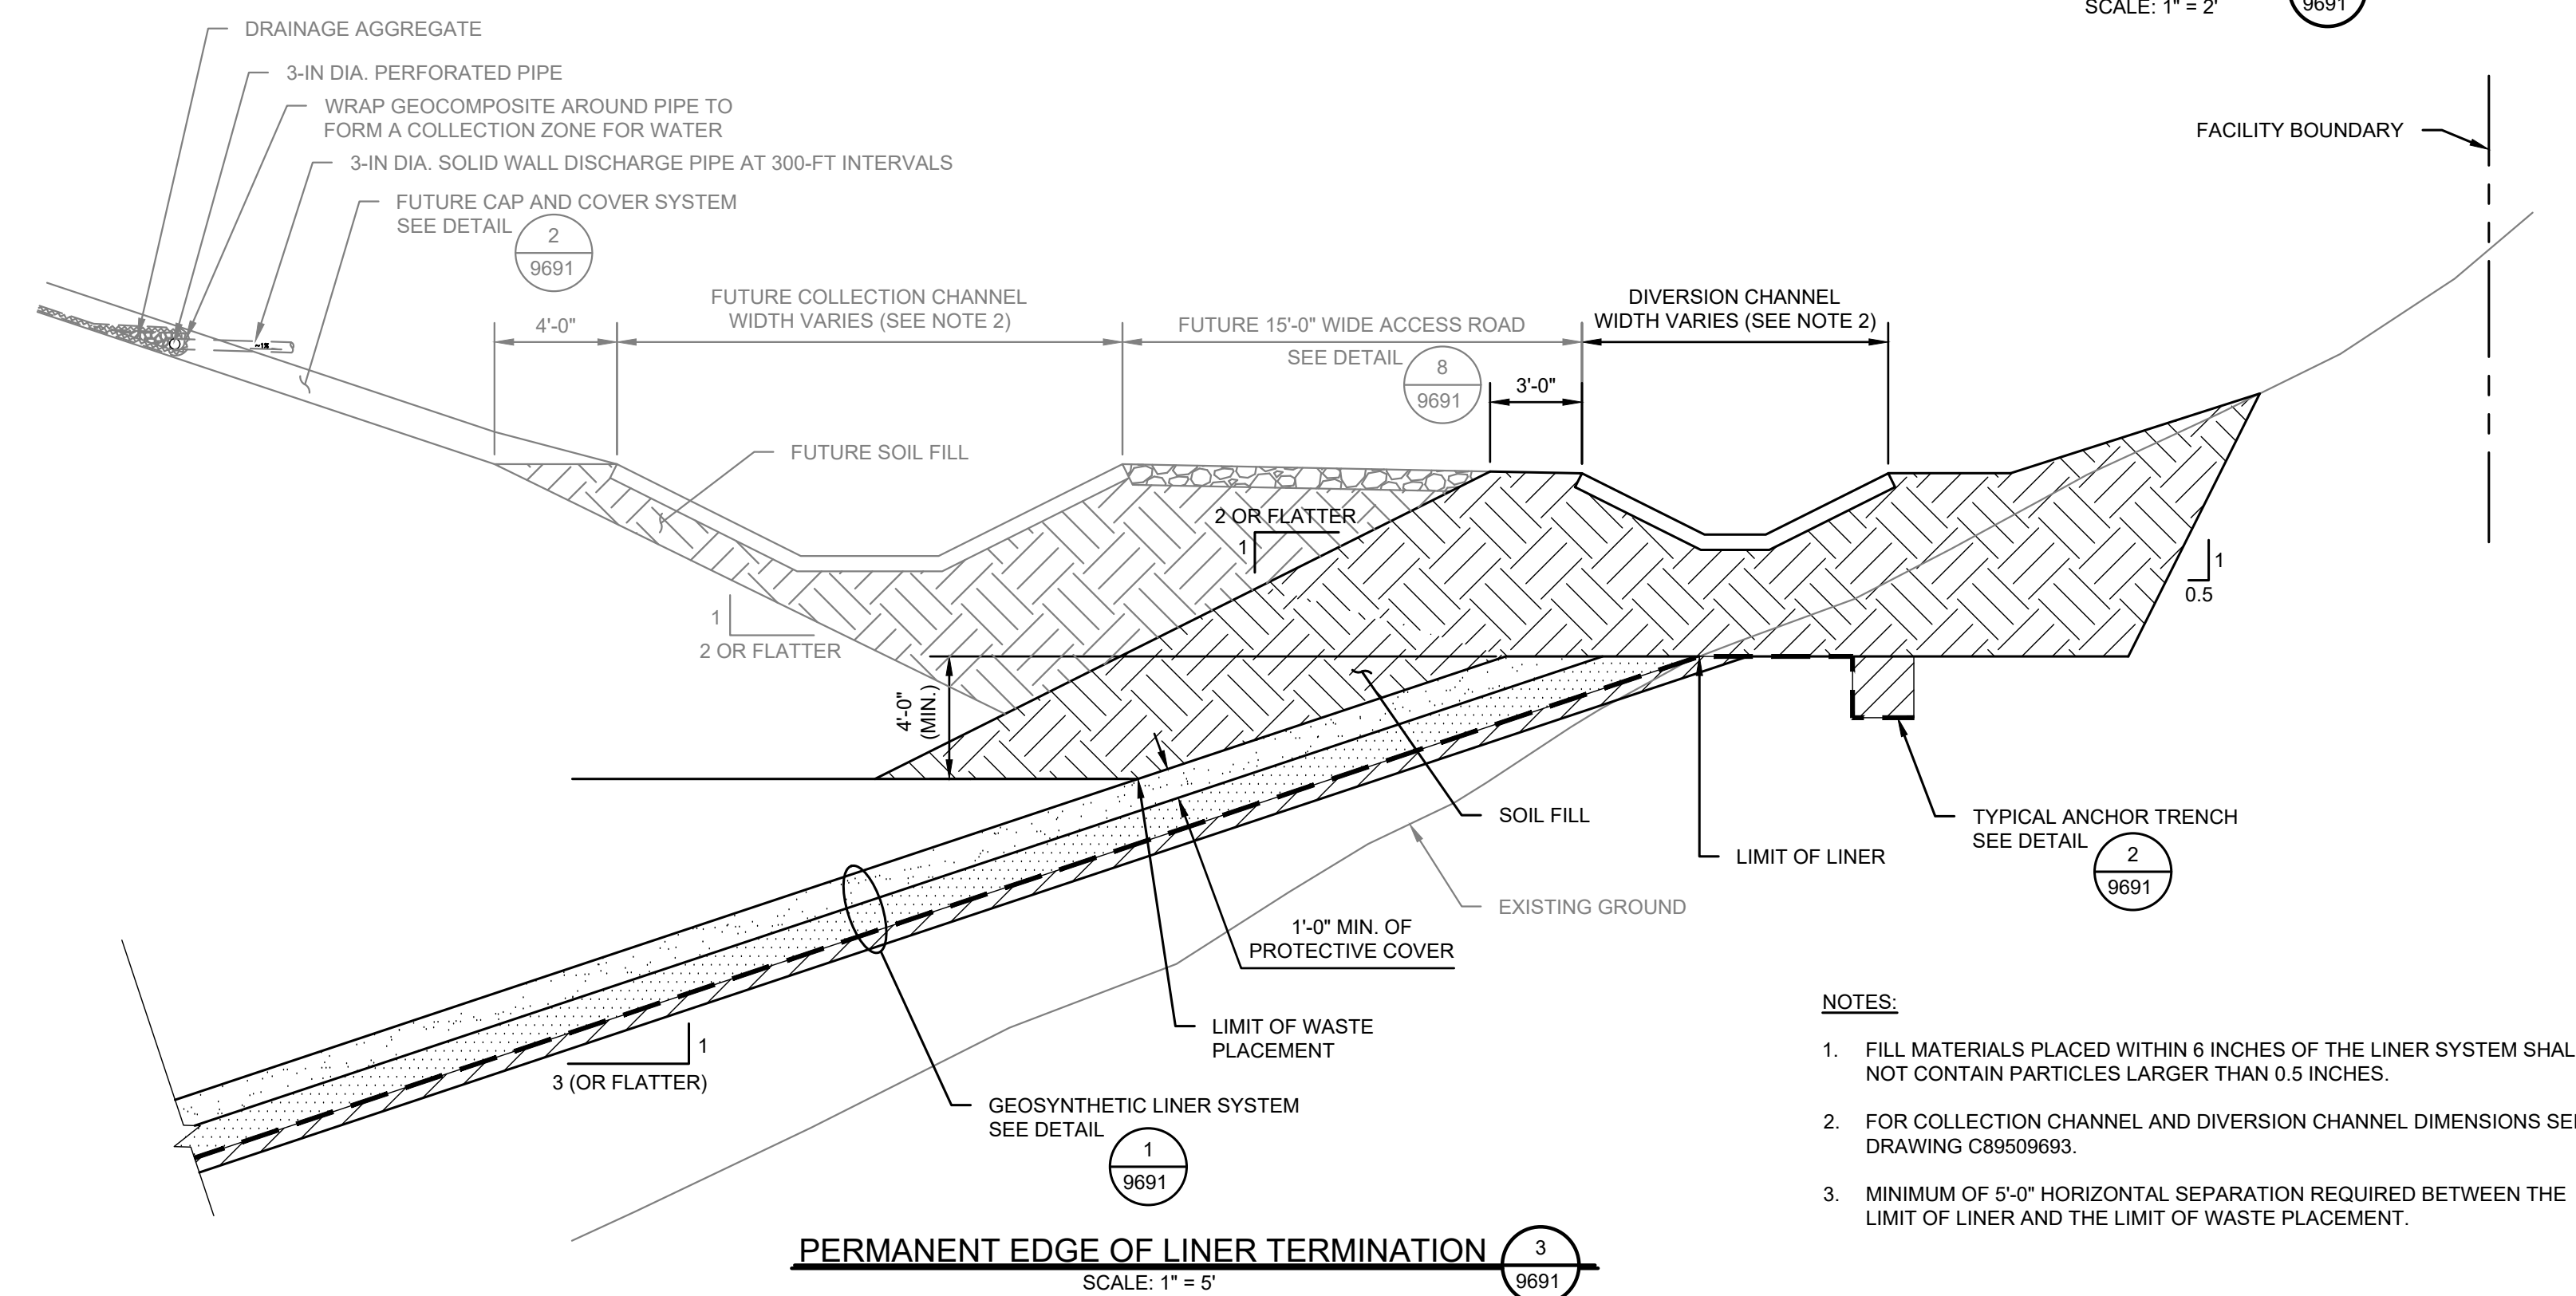 SCALE: 1" = 2'
9691
DRAINAGE AGGREGATE
3-IN DIA. PERFORATED PIPE
WRAP GEOCOMPOSITE AROUND PIPE TO
FORM A COLLECTION ZONE FOR WATER
3-IN DIA. SOLID WALL DISCHARGE PIPE AT 300-FT INTERVALS
FUTURE CAP AND COVER SYSTEM
SEE DETAIL
2
9691
FACILITY BOUNDARY
4'-0"
FUTURE COLLECTION CHANNEL
WIDTH VARIES (SEE NOTE 2)
FUTURE 15'-0" WIDE ACCESS ROAD
SEE DETAIL
8
9691
DIVERSION CHANNEL
WIDTH VARIES (SEE NOTE 2)
3'-0"
~1%
FUTURE SOIL FILL
2 OR FLATTER
1
1
0.5
1
2 OR FLATTER
4'-0"
(MIN.)
SOIL FILL
LIMIT OF LINER
TYPICAL ANCHOR TRENCH
SEE DETAIL
2
9691
EXISTING GROUND
1'-0" MIN. OF
PROTECTIVE COVER
LIMIT OF WASTE
PLACEMENT
1
3 (OR FLATTER)
GEOSYNTHETIC LINER SYSTEM
SEE DETAIL
1
9691
NOTES:
1. FILL MATERIALS PLACED WITHIN 6 INCHES OF THE LINER SYSTEM SHAL
NOT CONTAIN PARTICLES LARGER THAN 0.5 INCHES.
2. FOR COLLECTION CHANNEL AND DIVERSION CHANNEL DIMENSIONS SE
DRAWING C89509693.
3. MINIMUM OF 5'-0" HORIZONTAL SEPARATION REQUIRED BETWEEN THE
LIMIT OF LINER AND THE LIMIT OF WASTE PLACEMENT.
PERMANENT EDGE OF LINER TERMINATION
3
9691
SCALE: 1" = 5'